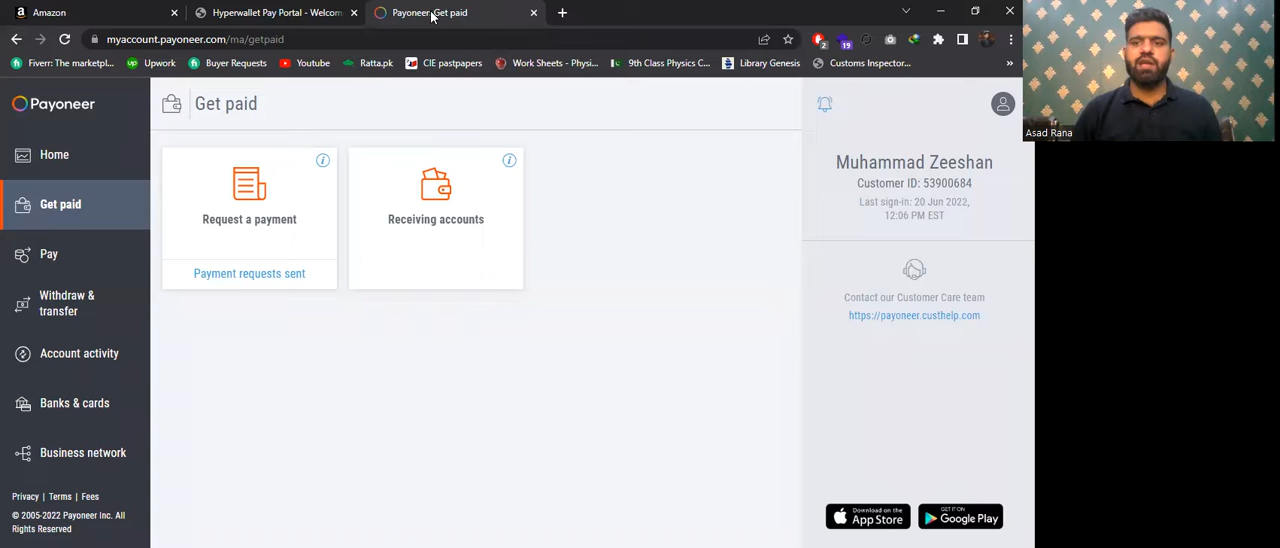 Amazon
Hyperwallet Pay Portal - Welcom
Payoneer Get paid
myaccount.payoneer.com/ma/getpaid
2
19
Fiverr: The marketpl...
Upwork
Buyer Requests
Youtube
Ratta.pk
CIE pastpapers
Work Sheets - Physi...
9th Class Physics C...
Library Genesis
Customs Inspector...
»
Payoneer
Home
Get paid
Pay
Withdraw &
transfer
Account activity
Banks & cards
Business network
Privacy | Terms | Fees
© 2005-2022 Payoneer Inc. All
Rights Reserved
Get paid
Request a payment
Payment requests sent
Receiving accounts
Muhammad Zeeshan
Customer ID: 53900684
Last sign-in: 20 Jun 2022,
12:06 PM EST
Contact our Customer Care team
https://payoneer.custhelp.com
Download on the
App Store
GET IT ON
Google Play
Asad Rana